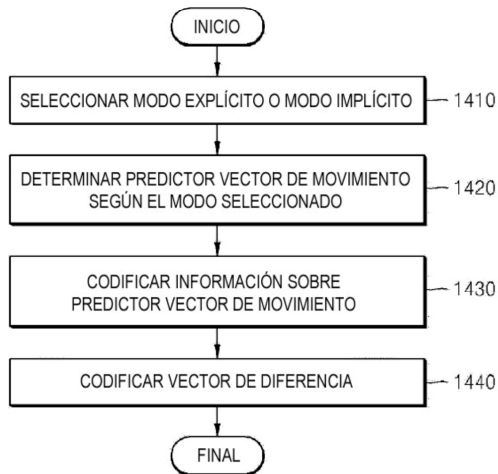 INICIO
SELECCIONAR MODO EXPLÍCITO O MODO IMPLÍCITO
1410
DETERMINAR PREDICTOR VECTOR DE MOVIMIENTO
SEGÚN EL MODO SELECCIONADO
1420
CODIFICAR INFORMACIÓN SOBRE
PREDICTOR VECTOR DE MOVIMIENTO
1430
CODIFICAR VECTOR DE DIFERENCIA
1440
FINAL